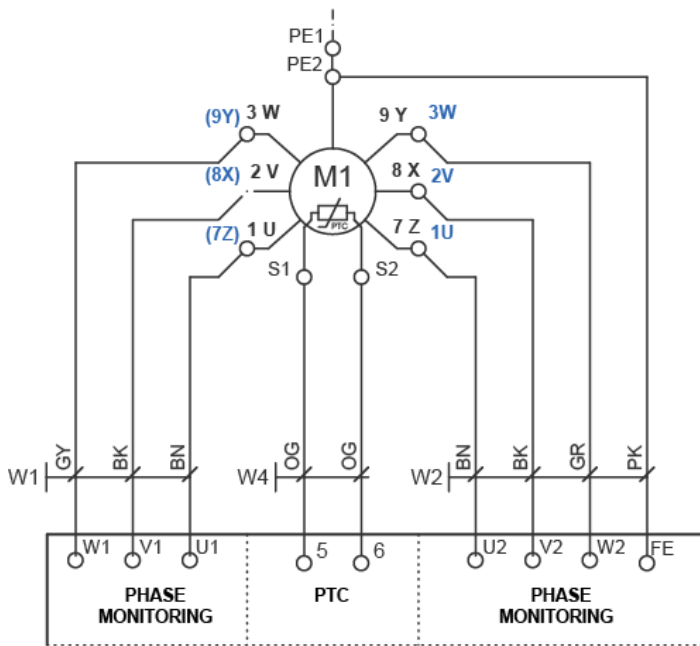 PE1
PE2
(9Y) 3 W
9 Y 3W
(8X) 2 V
M1
8 X 2V
PTC
(7Z) 1 U
7 Z 1U
S1
S2
GY
BK
BN
OG
OG
BN
BK
GR
PK
W1
W4
W2
W1
V1
U1
5
6
U2
V2
W2
FE
PHASE
MONITORING
PTC
PHASE
MONITORING